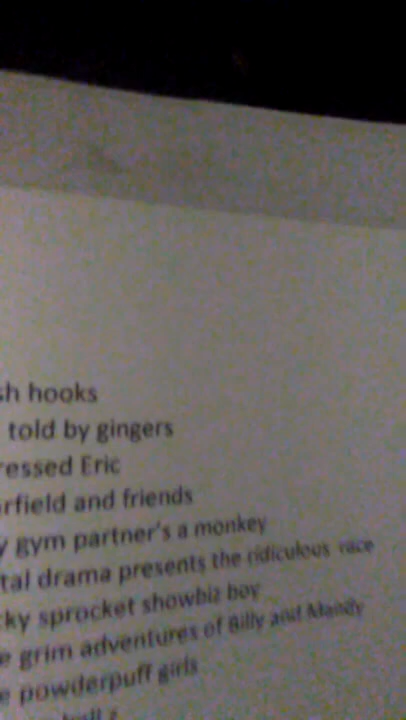 sh hooks
told by gingers
ressed Eric
rfield and friends
y gym partner's a monkey
tal drama presents the ridiculous race
ky sprocket showbiz boy
e grim adventures of Billy and Mandy
e powderpuff girls